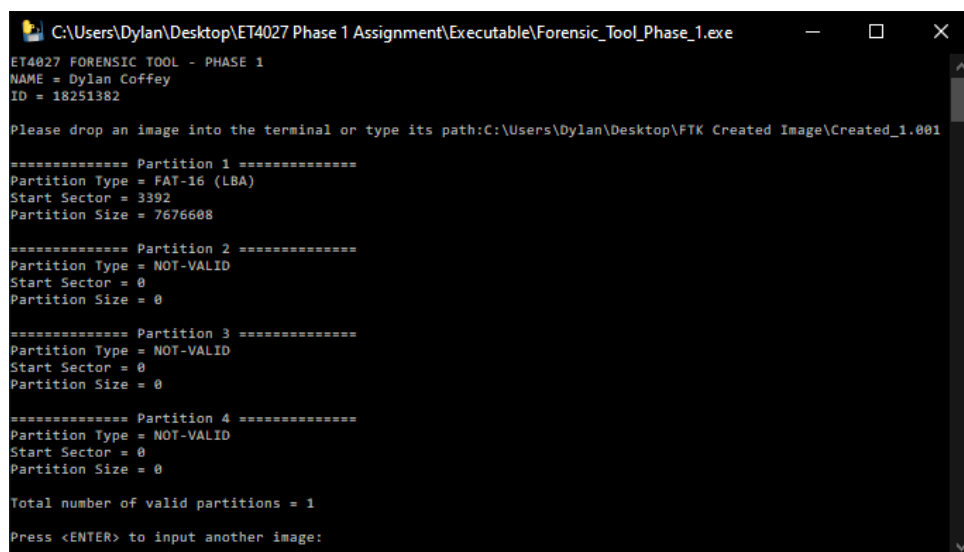 C:\Users\Dylan\Desktop\ET4027 Phase 1 Assignment\Executable\Forensic_Tool_Phase_1.exe
ET4027 FORENSIC TOOL - PHASE 1
NAME = Dylan Coffey
ID = 18251382
Please drop an image into the terminal or type its path:C:\Users\Dylan\Desktop\FTK Created Image\Created_1.001
============== Partition 1 ==============
Partition Type = FAT-16 (LBA)
Start Sector = 3392
Partition Size = 7676608
============== Partition 2 ==============
Partition Type = NOT-VALID
Start Sector = 0
Partition Size = 0
============== Partition 3 ==============
Partition Type = NOT-VALID
Start Sector = 0
Partition Size = 0
============== Partition 4 ==============
Partition Type = NOT-VALID
Start Sector = 0
Partition Size = 0
Total number of valid partitions = 1
Press <ENTER> to input another image: